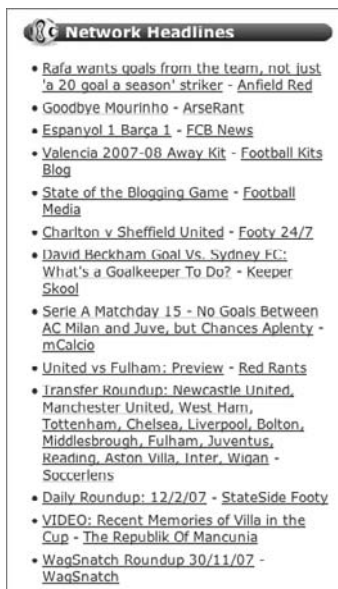 Network Headlines
• Rafa wants goals from the team, not just
'a 20 goal a season' striker - Anfield Red
• Goodbye Mourinho - ArseRant
• Espanyol 1 Barça 1 - FCB News
• Valencia 2007-08 Away Kit - Football Kits
Blog
• State of the Blogging Game - Football
Media
• Charlton v Sheffield United - Footy 24/7
• David Beckham Goal Vs. Sydney FC:
What's a Goalkeeper To Do? - Keeper
Skool
• Serie A Matchday 15 - No Goals Between
AC Milan and Juve, but Chances Aplenty -
mCalcio
• United vs Fulham: Preview - Red Rants
• Transfer Roundup: Newcastle United,
Manchester United, West Ham,
Tottenham, Chelsea, Liverpool, Bolton,
Middlesbrough, Fulham, Juventus,
Reading, Aston Villa, Inter, Wigan -
Soccerlens
• Daily Roundup: 12/2/07 - StateSide Footy
• VIDEO: Recent Memories of Villa in the
Cup - The Republik Of Mancunia
• WagSnatch Roundup 30/11/07 -
WagSnatch